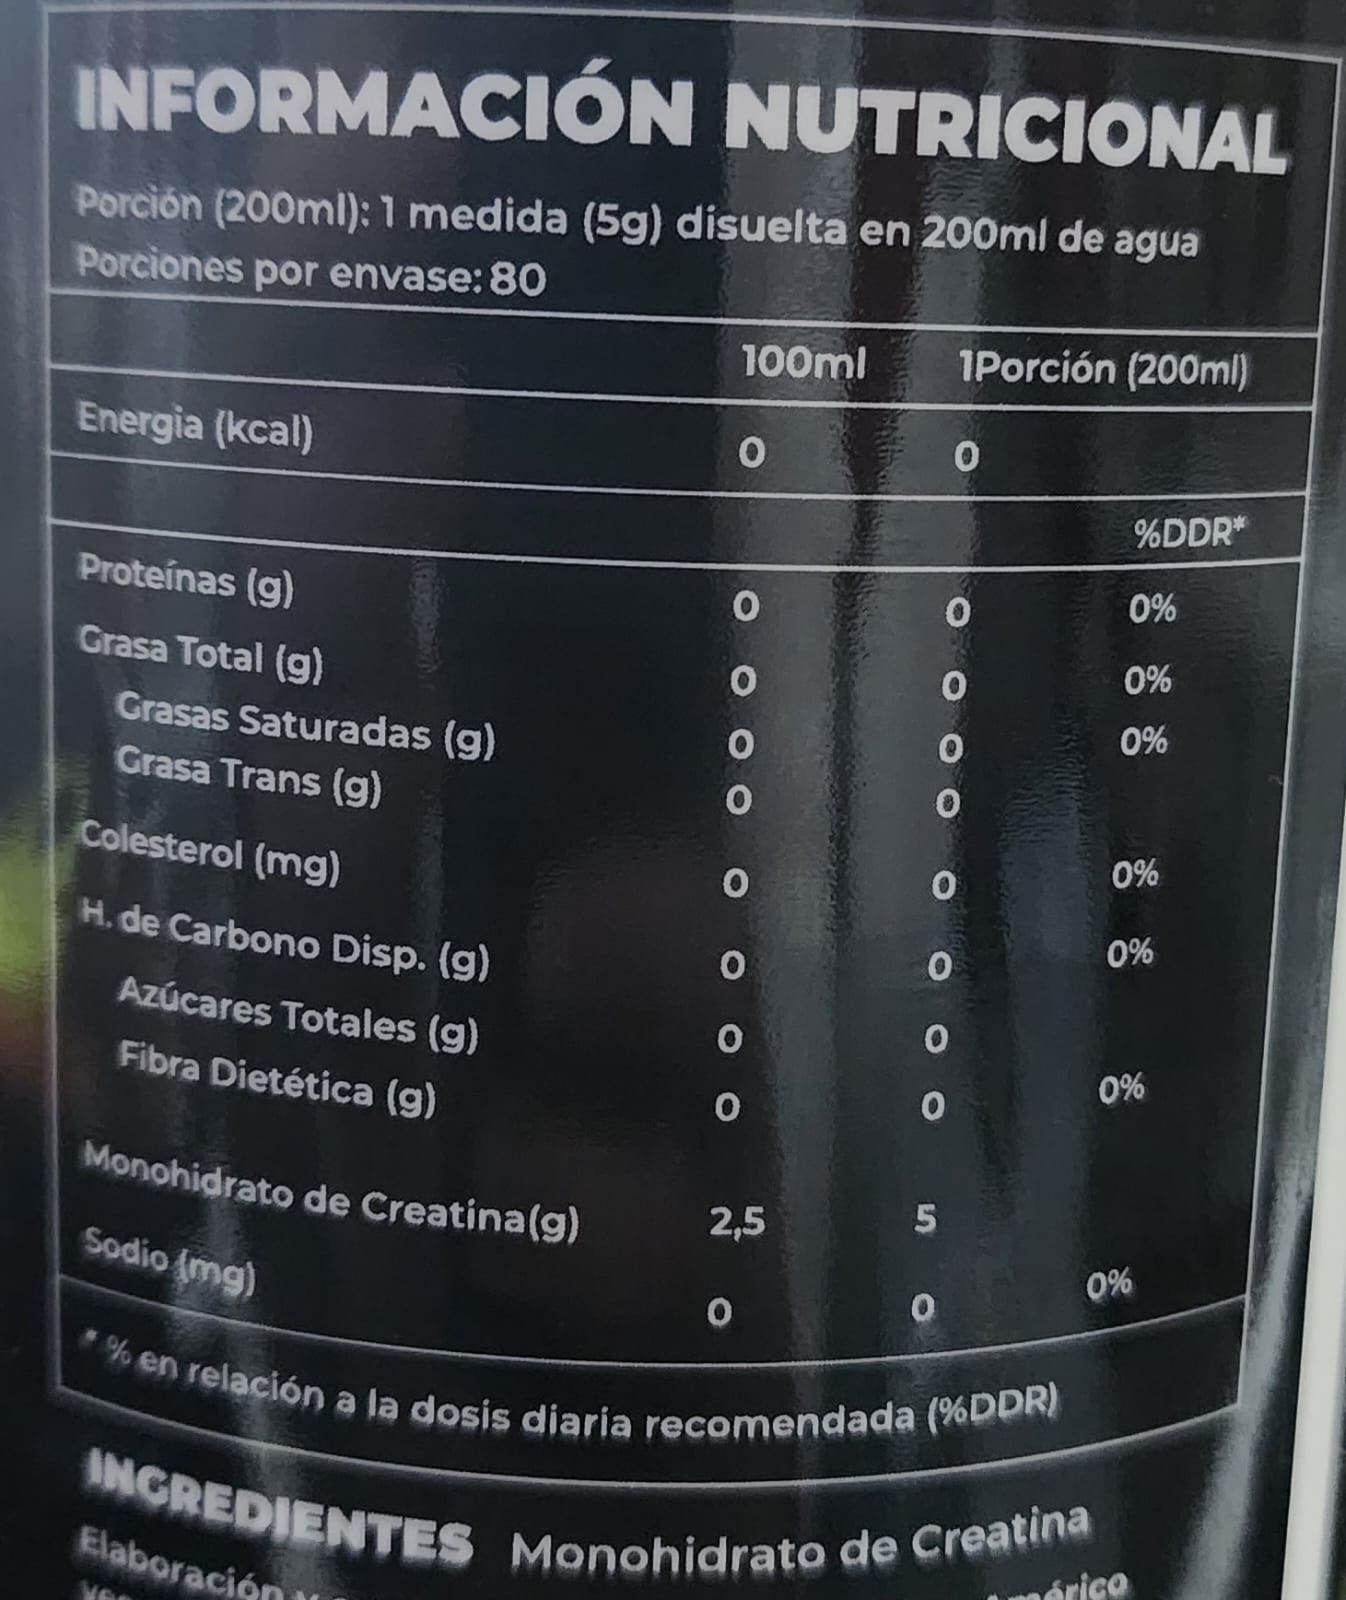 INFORMACIÓN NUTRICIONAL
Porción (200ml): 1 medida (5g) disuelta en 200ml de agua
Porciones por envase: 80
100ml 1Porción (200ml)
Energia (kcal) 0 0
%DDR*
Proteínas (g) 0 0 0%
Grasa Total (g) 0 0 0%
Grasas Saturadas (g) 0 0 0%
Grasa Trans (g) 0 0
Colesterol (mg) 0 0 0%
H. de Carbono Disp. (g) 0 0 0%
Azúcares Totales (g) 0 0
Fibra Dietética (g) 0 0 0%
Monohidrato de Creatina(g) 2,5 5
Sodio (mg) 0 0 0%
* % en relación a la dosis diaria recomendada (%DDR)
INGREDIENTES Monohidrato de Creatina
Elaboración